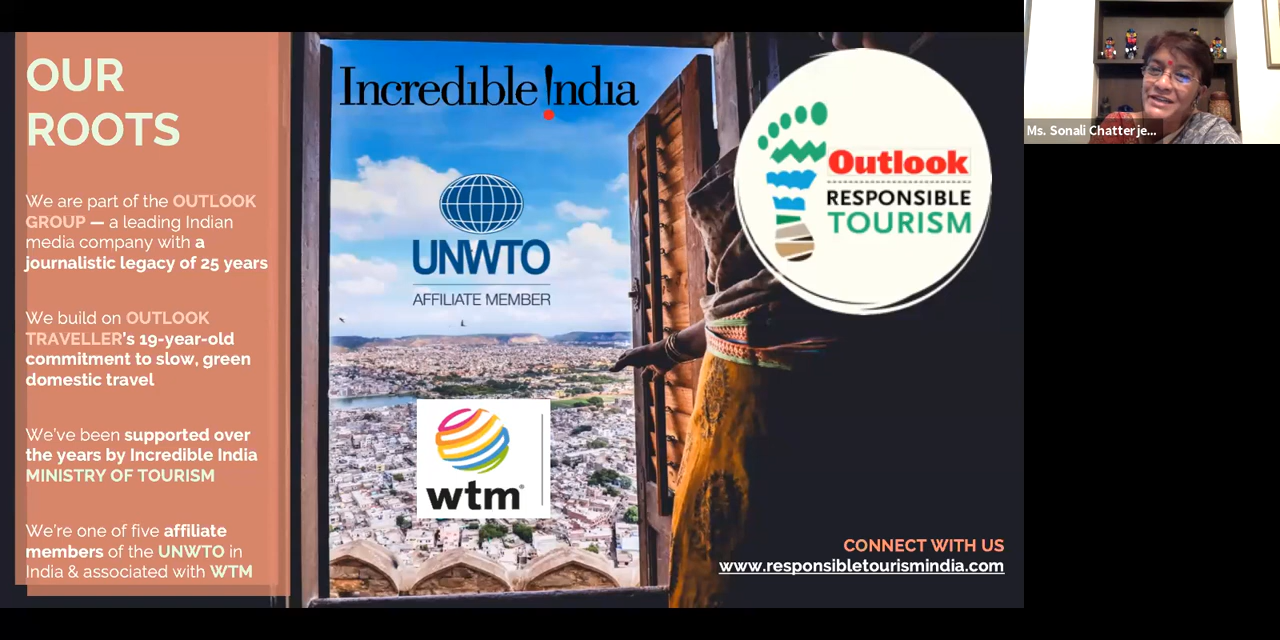 OUR
ROOTS
We are part of the OUTLOOK
GROUP — a leading Indian
media company with a
journalistic legacy of 25 years
We build on OUTLOOK
TRAVELLER's 19-year-old
commitment to slow, green
domestic travel
We've been supported over
the years by Incredible India
MINISTRY OF TOURISM
We're one of five affiliate
members of the UNWTO in
India & associated with WTM
Incredıble !ndıa
UNWTO
AFFILIATE MEMBER
wtm®
Outlook
RESPONSIBLE
TOURISM
CONNECT WITH US
www.responsibletourismindia.com
Ms. Sonali Chatterje...